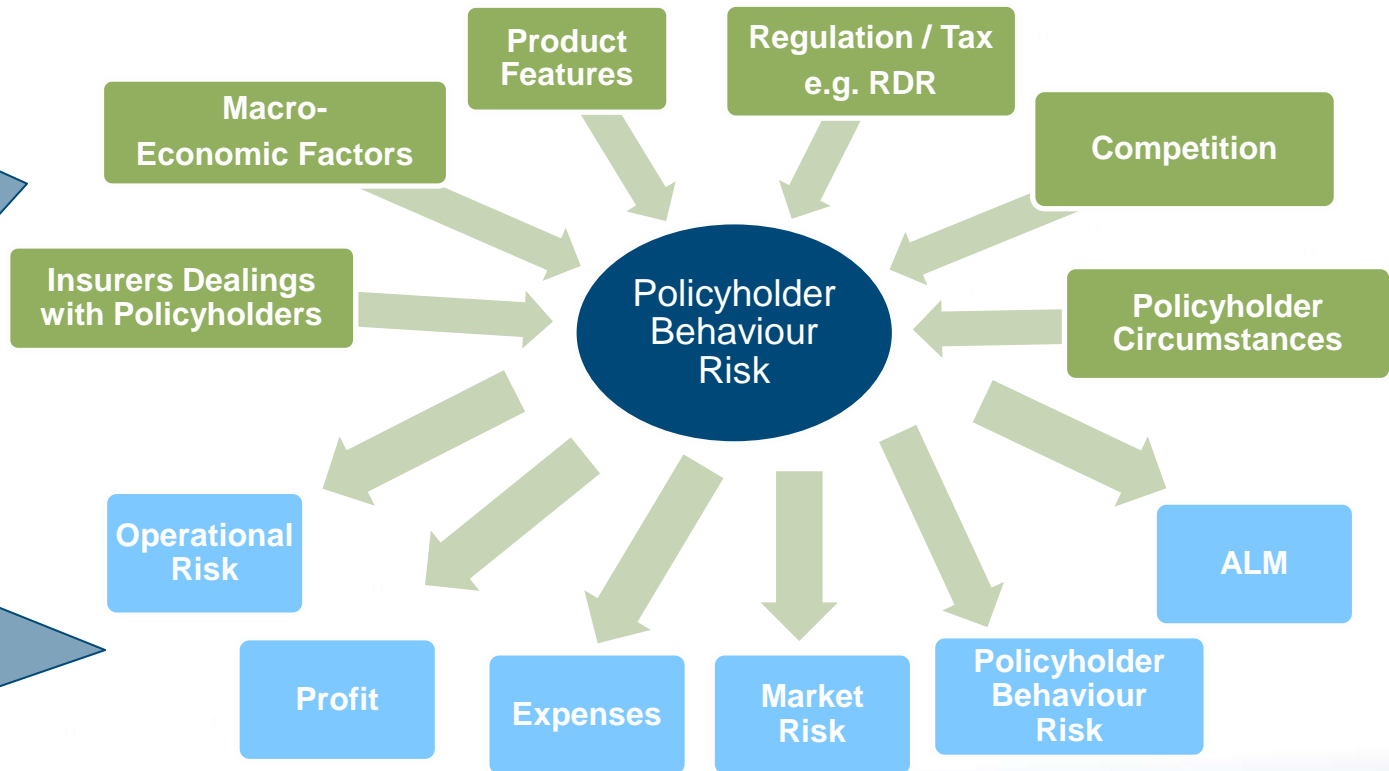 Product
Features
Regulation / Tax
e.g. RDR
Macro-
Economic Factors
Competition
Insurers Dealings
with Policyholders
Policyholder
Behaviour
Risk
Policyholder
Circumstances
Operational
Risk
ALM
Profit
Expenses
Market
Risk
Policyholder
Behaviour
Risk